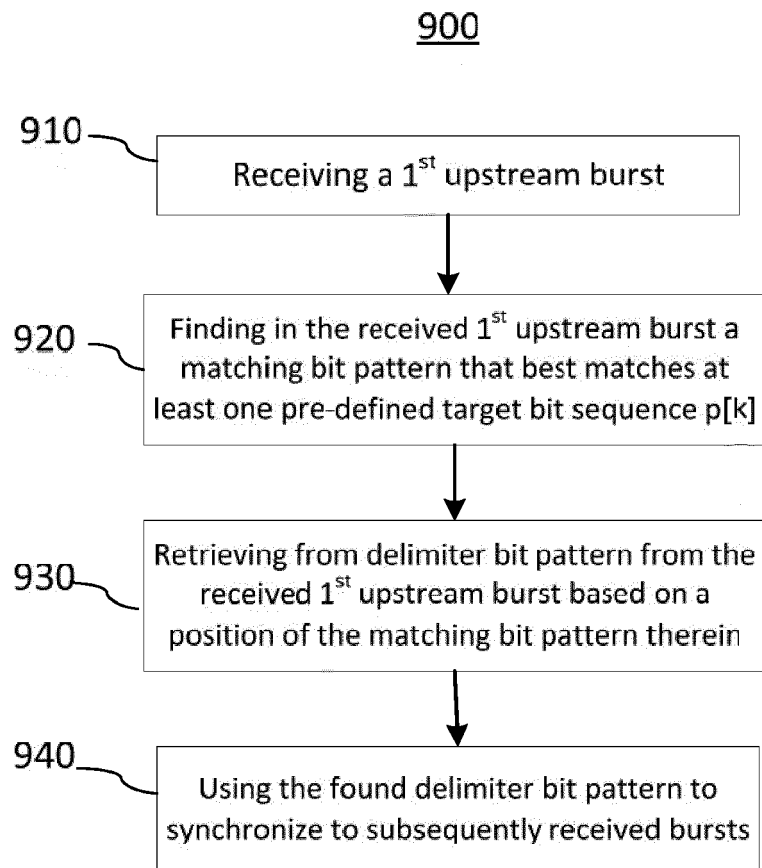 900
910
Receiving a 1st upstream burst
920
Finding in the received 1st upstream burst a
matching bit pattern that best matches at
least one pre-defined target bit sequence p[k]
930
Retrieving from delimiter bit pattern from the
received 1st upstream burst based on a
position of the matching bit pattern therein
940
Using the found delimiter bit pattern to
synchronize to subsequently received bursts